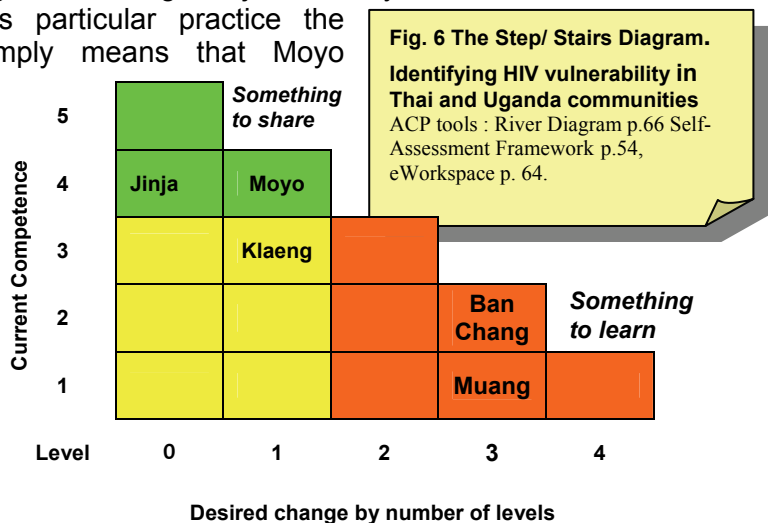 s particular practice the
mply means that Moyo
Fig. 6 The Step/ Stairs Diagram.
Identifying HIV vulnerability in
Thai and Uganda communities
ACP tools : River Diagram p.66 Self-
Assessment Framework p.54,
eWorkspace p. 64.
Something
to share
Current Competence
5
4
Jinja
Moyo
3
Klaeng
2
Ban
Chang
Something
to learn
1
Muang
Level 0 1 2 3 4
Desired change by number of levels